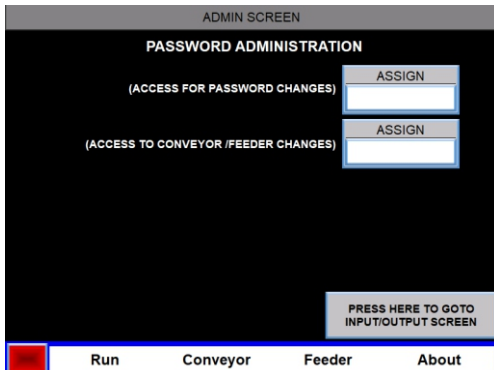 ADMIN SCREEN
PASSWORD ADMINISTRATION
ASSIGN
(ACCESS FOR PASSWORD CHANGES)
ASSIGN
(ACCESS TO CONVEYOR /FEEDER CHANGES)
PRESS HERE TO GOTO
INPUT/OUTPUT SCREEN
Run Conveyor Feeder About